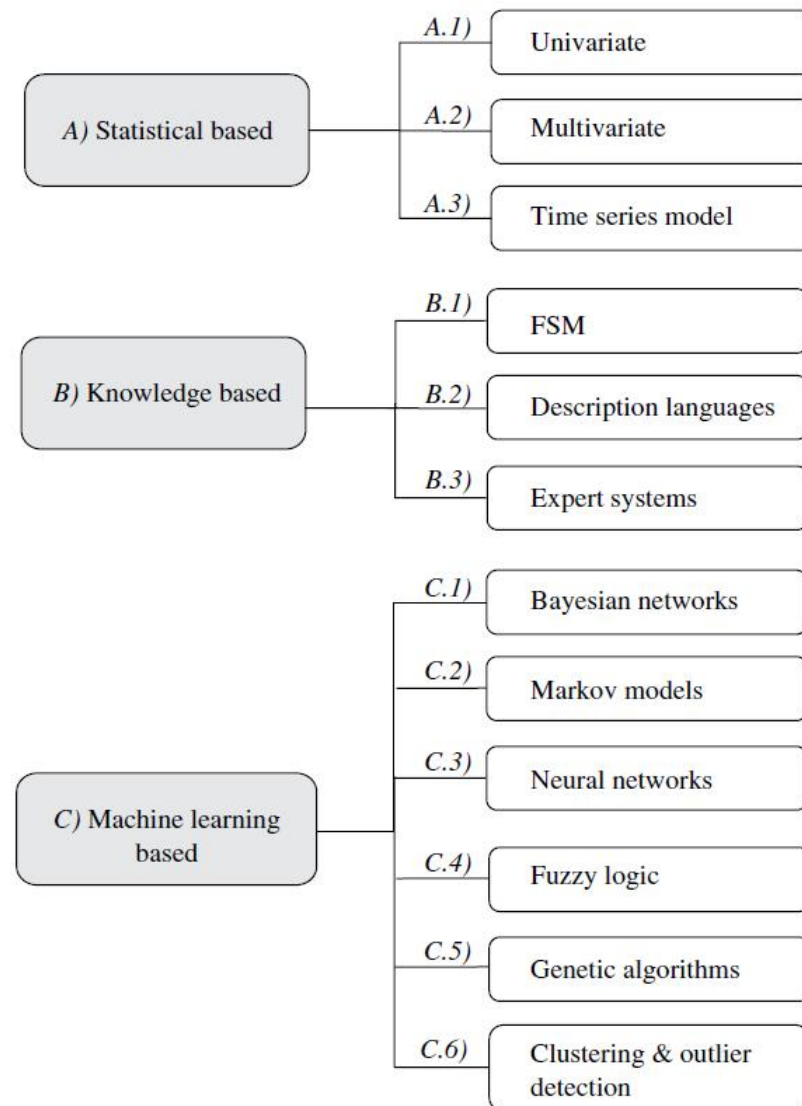 A.1) Univariate
A) Statistical based
A.2) Multivariate
A.3) Time series model
B.1) FSM
B) Knowledge based
B.2) Description languages
B.3) Expert systems
C.1) Bayesian networks
C.2) Markov models
C.3) Neural networks
C) Machine learning
based
C.4) Fuzzy logic
C.5) Genetic algorithms
C.6) Clustering & outlier
detection